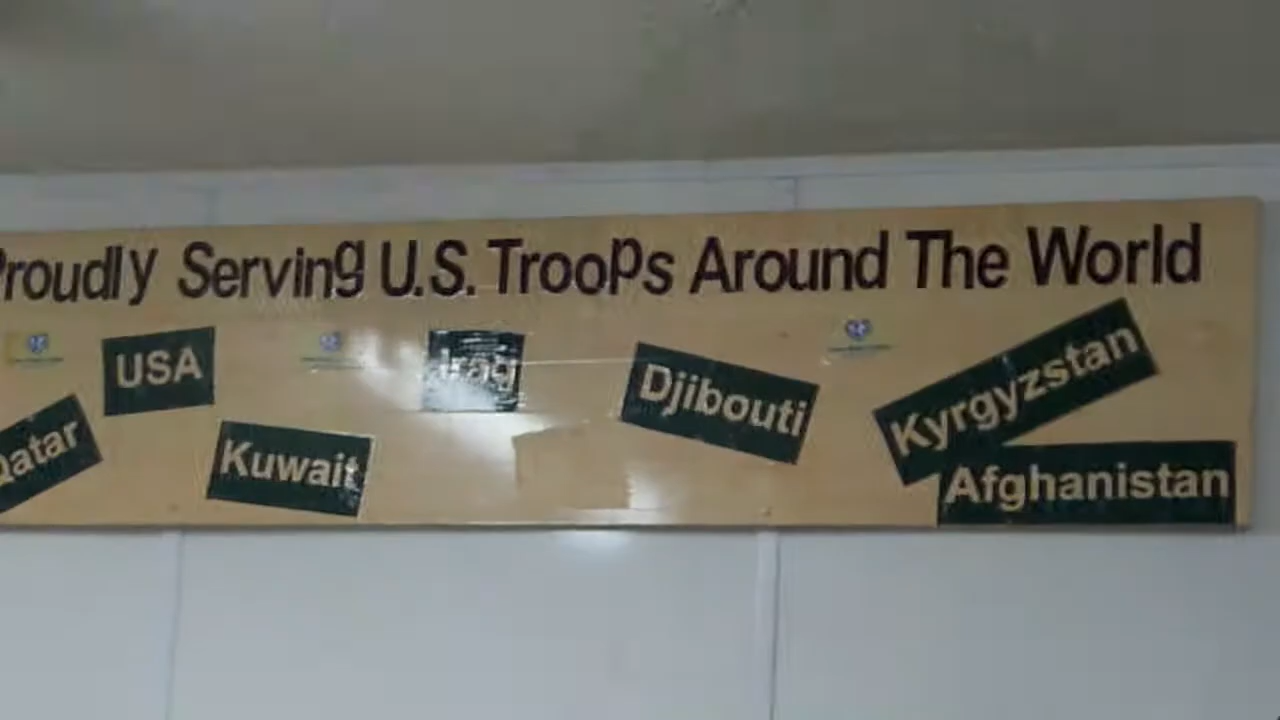 Proudly Serving U.S. Troops Around The World
USA
Iraq
Djibouti
Kyrgyzstan
Qatar
Kuwait
Afghanistan